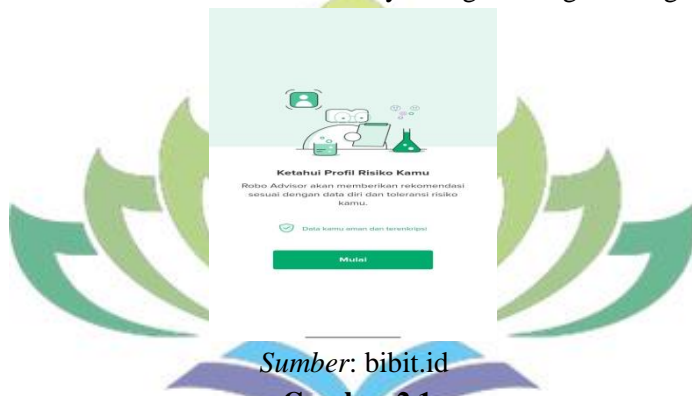 Ketahui Profil Risiko Kamu
Robo Advisor akan memberikan rekomendasi
sesuai dengan data diri dan toleransi risiko
kamu.
Data kamu aman dan terenkripsi
Mulai
Sumber: bibit.id